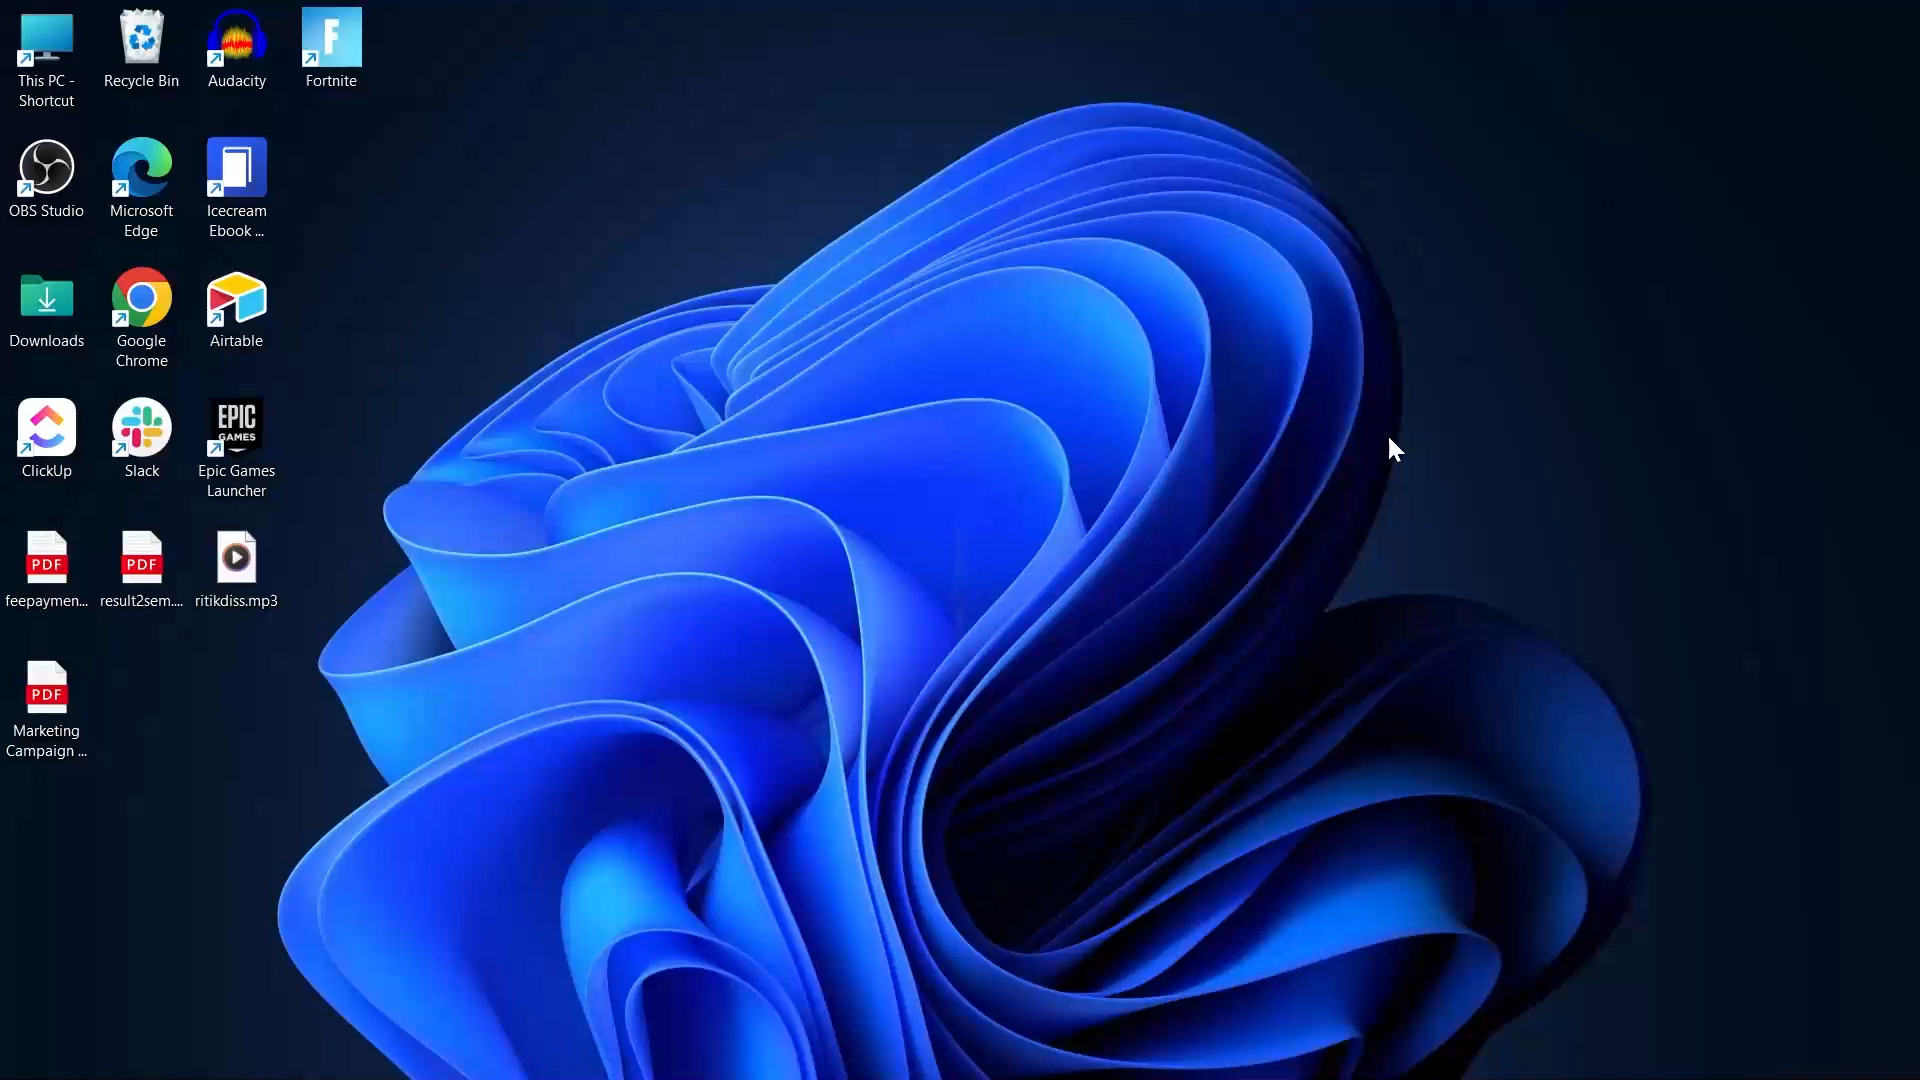 This PC -
Shortcut
Recycle Bin
Audacity
F
Fortnite
OBS Studio
Microsoft
Edge
Icecream
Ebook ...
Downloads
Google
Chrome
Airtable
ClickUp
Slack
EPIC
GAMES
Epic Games
Launcher
PDF
feepaymen...
PDF
result2sem....
ritikdiss.mp3
PDF
Marketing
Campaign ...